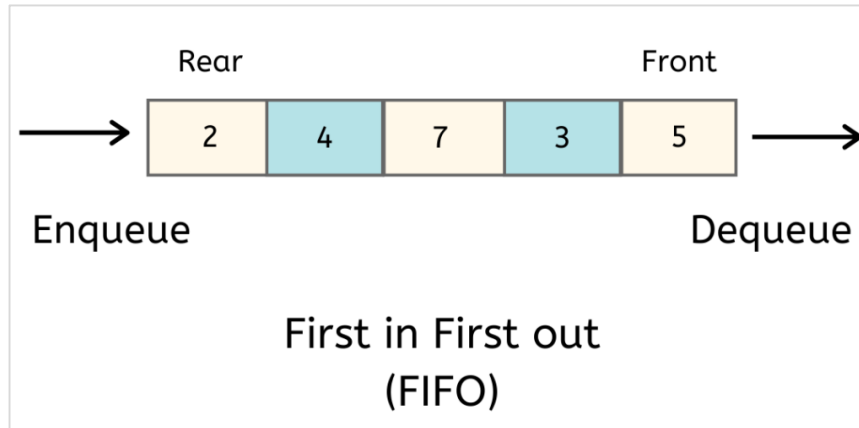 Rear Front
2 4 7 3 5
Enqueue Dequeue
First in First out
(FIFO)